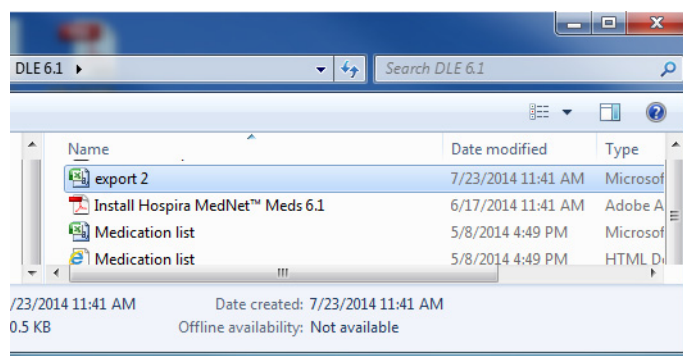 DLE 6.1
Search DLE 6.1
Name Date modified Type
export 2 7/23/2014 11:41 AM Microsof
Install Hospira MedNet™ Meds 6.1 6/17/2014 11:41 AM Adobe A
Medication list 5/8/2014 4:49 PM Microsof
Medication list 5/8/2014 4:49 PM HTML D
/23/2014 11:41 AM Date created: 7/23/2014 11:41 AM
0.5 KB Offline availability: Not available